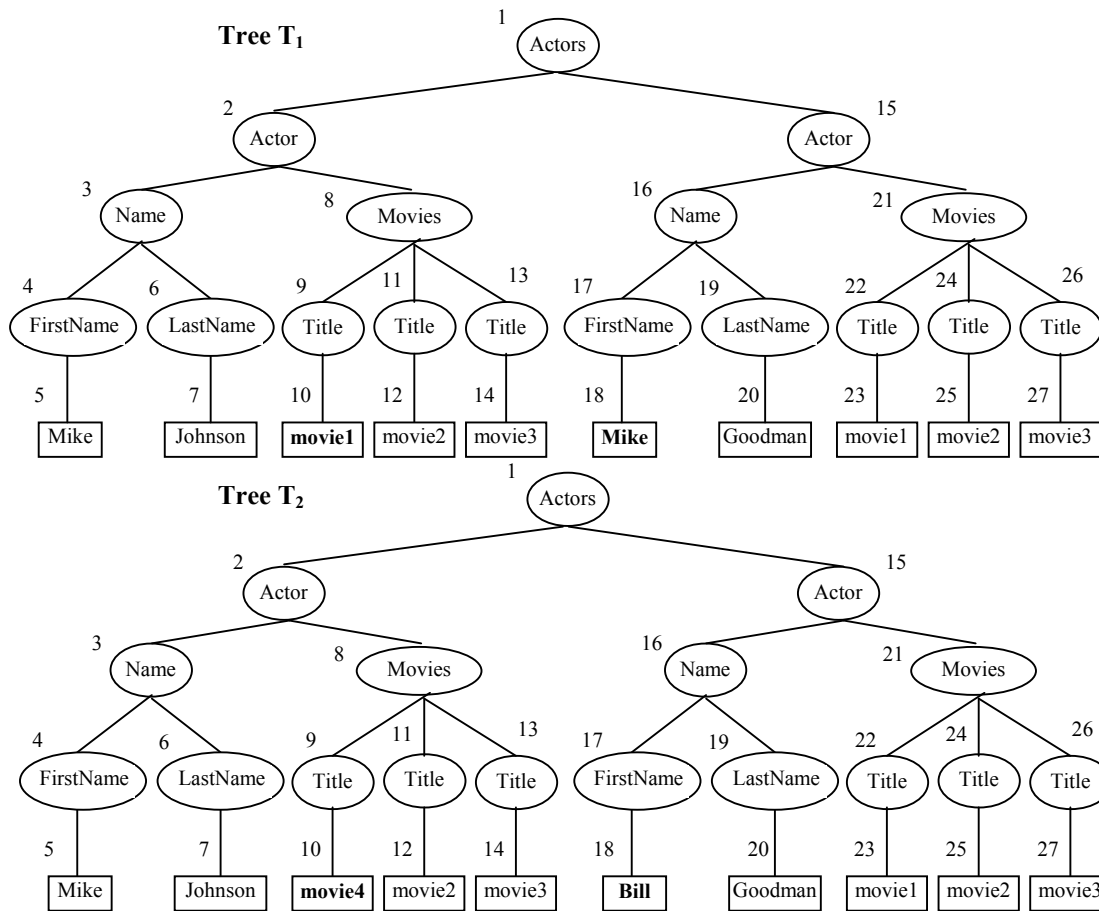 1
Tree T1
Actors
2 15
Actor Actor
3 8 16 21
Name Movies Name Movies
4 6 9 11 13 17 19 22 24 26
FirstName LastName Title Title Title FirstName LastName Title Title Title
5 7 10 12 14 18 20 23 25 27
Mike Johnson movie1 movie2 movie3 Mike Goodman movie1 movie2 movie3
1
Tree T2
Actors
2 15
Actor Actor
3 8 16 21
Name Movies Name Movies
4 6 9 11 13 17 19 22 24 26
FirstName LastName Title Title Title FirstName LastName Title Title Title
5 7 10 12 14 18 20 23 25 27
Mike Johnson movie4 movie2 movie3 Bill Goodman movie1 movie2 movie3